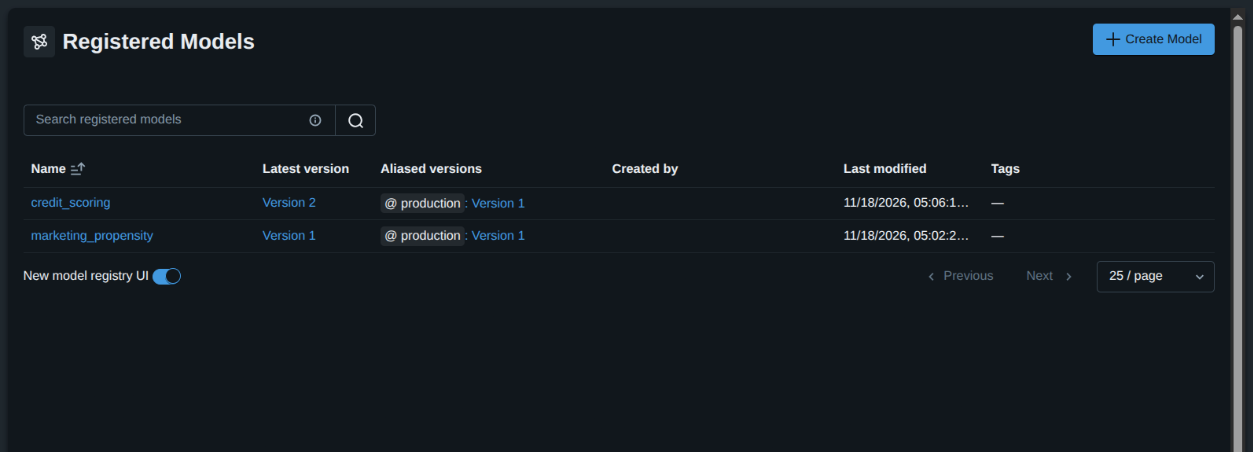 Registered Models
Create Model
Search registered models
Name Latest version Aliased versions Created by Last modified Tags
credit_scoring Version 2 @ production: Version 1 11/18/2026, 05:06:1… —
marketing_propensity Version 1 @ production: Version 1 11/18/2026, 05:02:2… —
New model registry UI Previous Next 25 / page